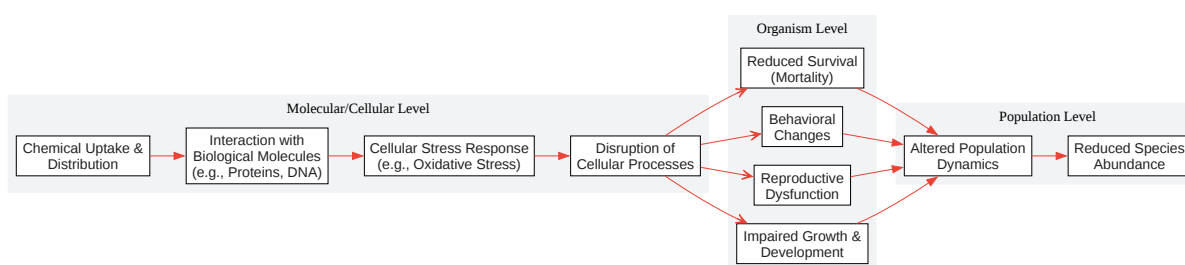 Organism Level
Reduced Survival
(Mortality)
Molecular/Cellular Level
Population Level
Chemical Uptake &
Distribution
Interaction with
Biological Molecules
(e.g., Proteins, DNA)
Cellular Stress Response
(e.g., Oxidative Stress)
Disruption of
Cellular Processes
Behavioral
Changes
Reproductive
Dysfunction
Impaired Growth &
Development
Altered Population
Dynamics
Reduced Species
Abundance